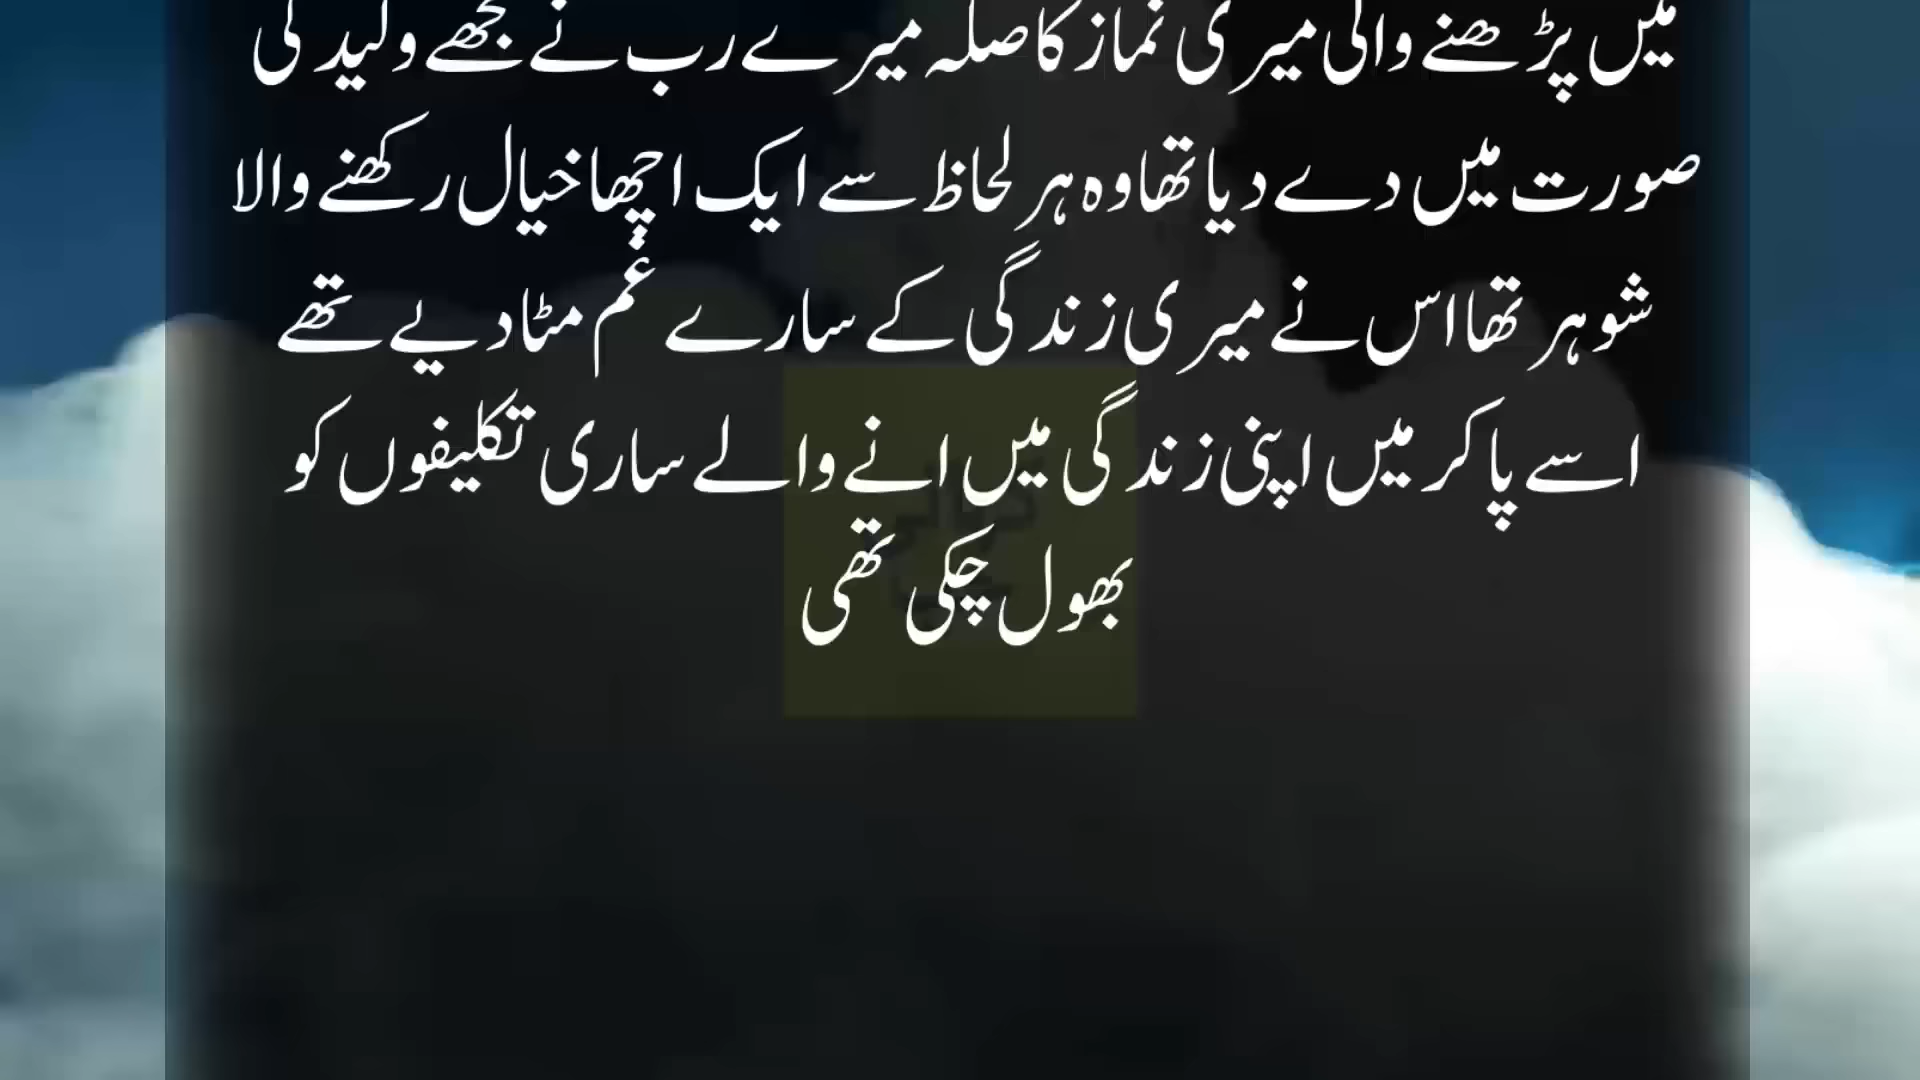 میں پڑھنے والی میری نماز کا صلہ میرے رب نے مجھے ولید کی
صورت میں دے دیا تھا وہ ہر لحاظ سے ایک اچھا خیال رکھنے والا
شوہر تھا اس نے میری زندگی کے سارے غم مٹا دیے تھے
اسے پا کر میں اپنی زندگی میں انے والے ساری تکلیفوں کو
بھول چکی تھی